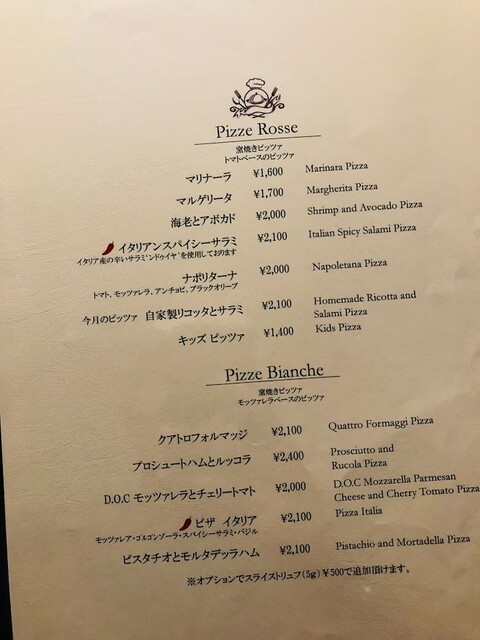 Pizze Rosse
窯焼きピッツァ
トマトベースのピッツァ
マリナーラ ¥1,600 Marinara Pizza
マルゲリータ ¥1,700 Margherita Pizza
海老とアボカド ¥2,000 Shrimp and Avocado Pizza
イタリアンスパイシーサラミ ¥2,100 Italian Spicy Salami Pizza
イタリア産の辛いサラミ'ンドゥイヤ'を使用しております
ナポリターナ ¥2,000 Napoletana Pizza
トマト、モッツァレラ、アンチョビ、ブラックオリーブ
今月のピッツァ 自家製リコッタとサラミ ¥2,100 Homemade Ricotta and
Salami Pizza
キッズ ピッツァ ¥1,400 Kids Pizza
Pizze Bianche
窯焼きピッツァ
モッツァレラベースのピッツァ
クアトロフォルマッジ ¥2,100 Quattro Formaggi Pizza
プロシュートハムとルッコラ ¥2,400 Prosciutto and
Rucola Pizza
D.O.C モッツァレラとチェリートマト ¥2,000 D.O.C Mozzarella Parmesan
Cheese and Cherry Tomato Pizza
ピザ イタリア ¥2,100 Pizza Itália
モッツァレア・ゴルゴンゾーラ・スパイシーサラミ・バジル
ピスタチオとモルタデッラハム ¥2,100 Pistachio and Mortadella Pizza
※オプションでスライストリュフ(5g)¥500で追加頂けます。